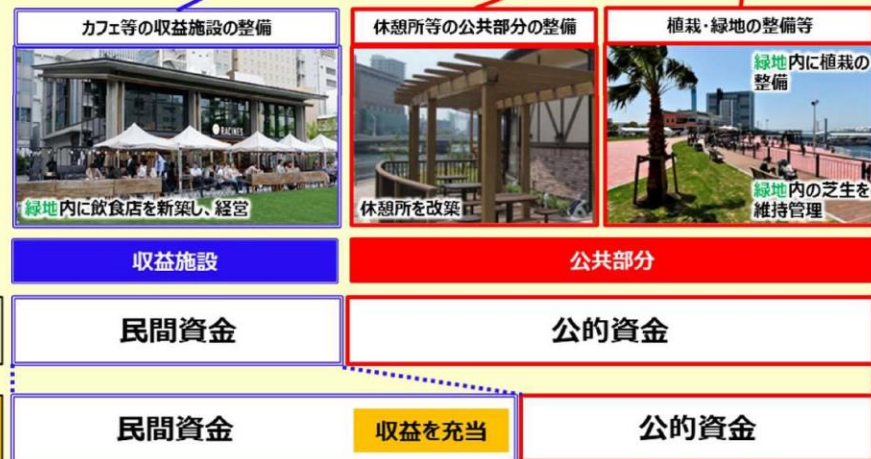 カフェ等の収益施設の整備
休憩所等の公共部分の整備
植栽・緑地の整備等
RACINES
緑地内に飲食店を新築し、経営
休憩所を改築
緑地内に植栽の
整備
緑地内の芝生を
維持管理
収益施設
公共部分
民間資金
公的資金
民間資金
収益を充当
公的資金